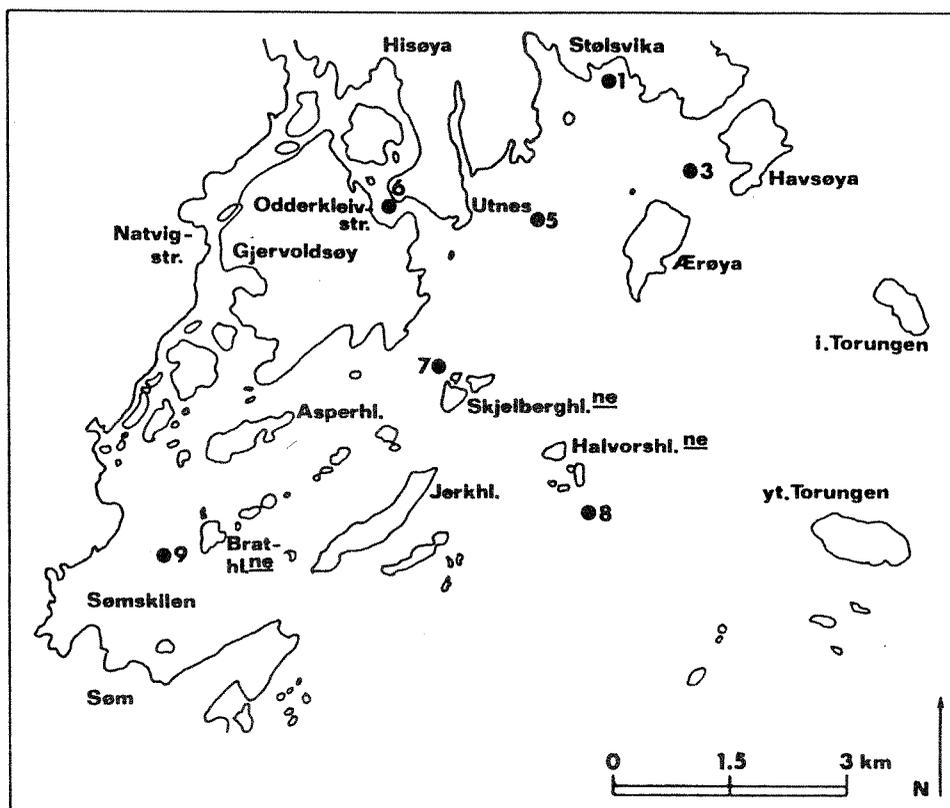 Hisøya
Stølsvika
1
3
Havsøya
6
Odderkleiv-
str.
Utnes
5
Natvig-
str.
Gjervoldsøy
Ærøya
i.Torungen
7
Skjelberghl.ne
Asperhl.
Halvorshl.ne
Jerkhl.
yt.Torungen
8
Brat-
hl.ne
9
Sømskilen
Søm
0 1.5 3 km
N